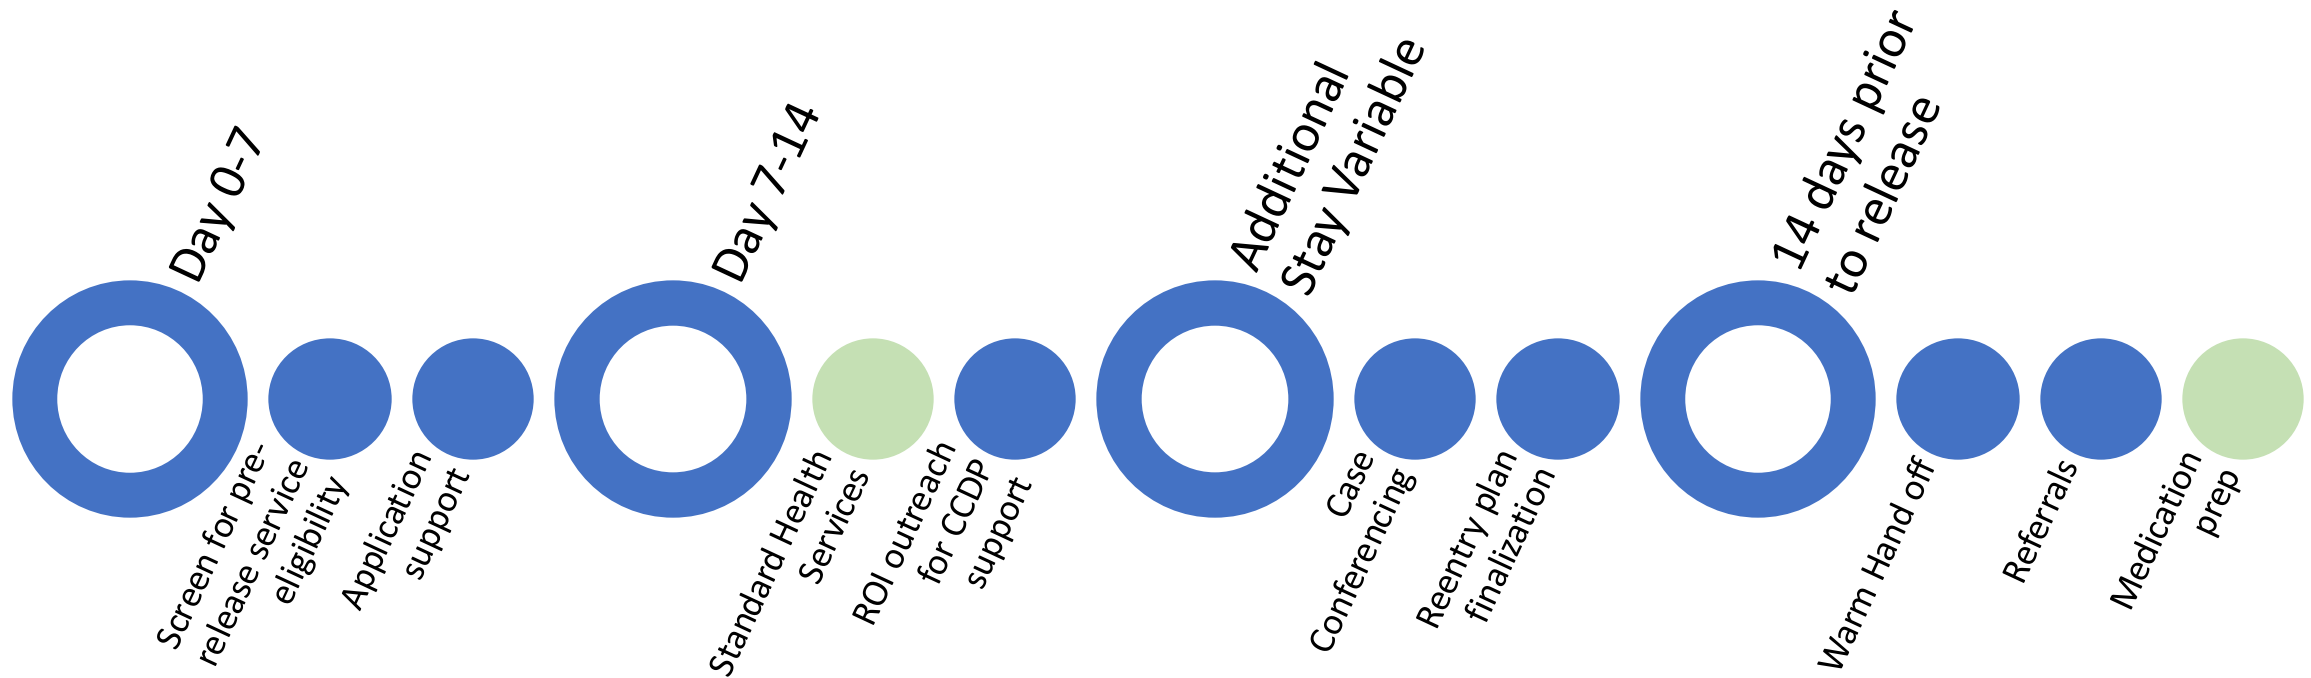 Day 0-7
Screen for pre-
release service
eligibility
Application
support
Day 7-14
Standard Health
Services
ROI outreach
for CCDP
support
Additional
Stay Variable
Case
Conferencing
Reentry plan
finalization
14 days prior
to release
Warm Hand off
Referrals
Medication
prep